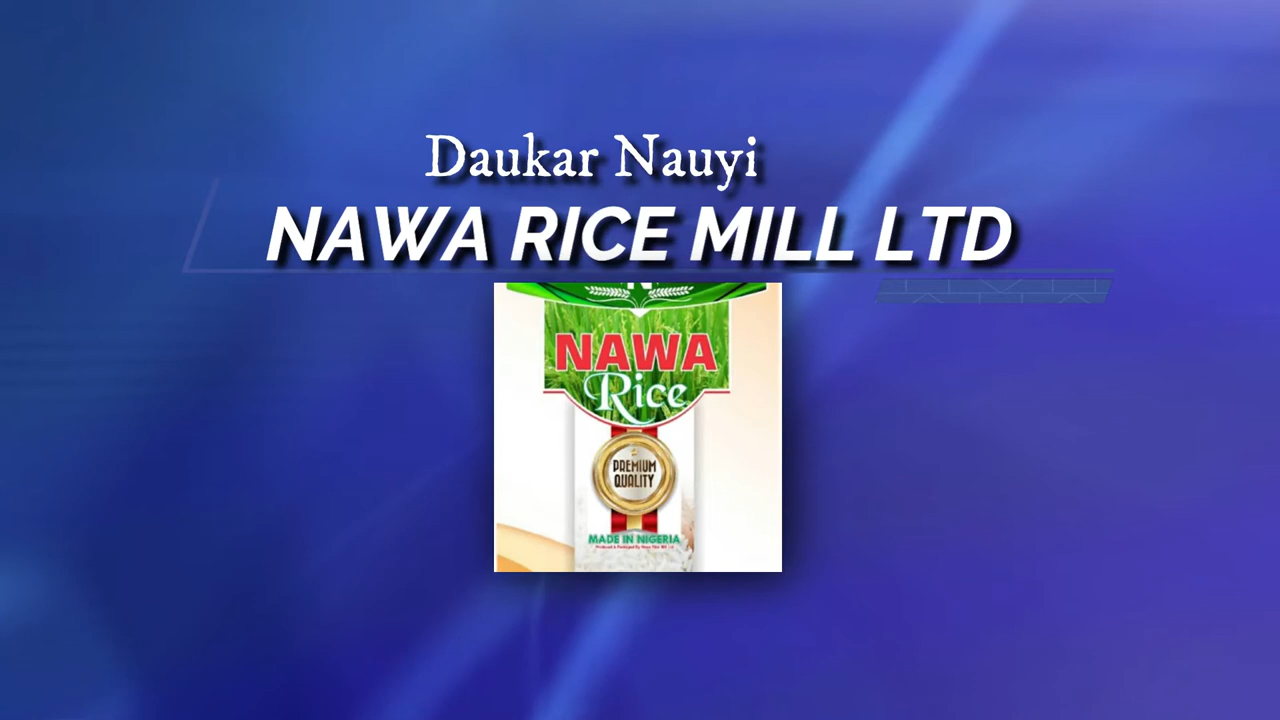 Daukar Nauyi
NAWA RICE MILL LTD
NAWA
Rice
PREMIUM
QUALITY
MADE IN NIGERIA